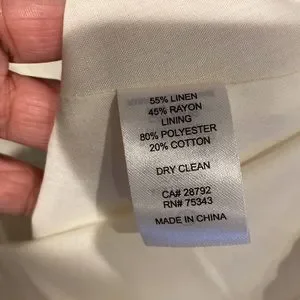 55% LINEN
45% RAYON
LINING
80% POLYESTER
20% COTTON
DRY CLEAN
CA# 28792
RN# 75343
MADE IN CHINA